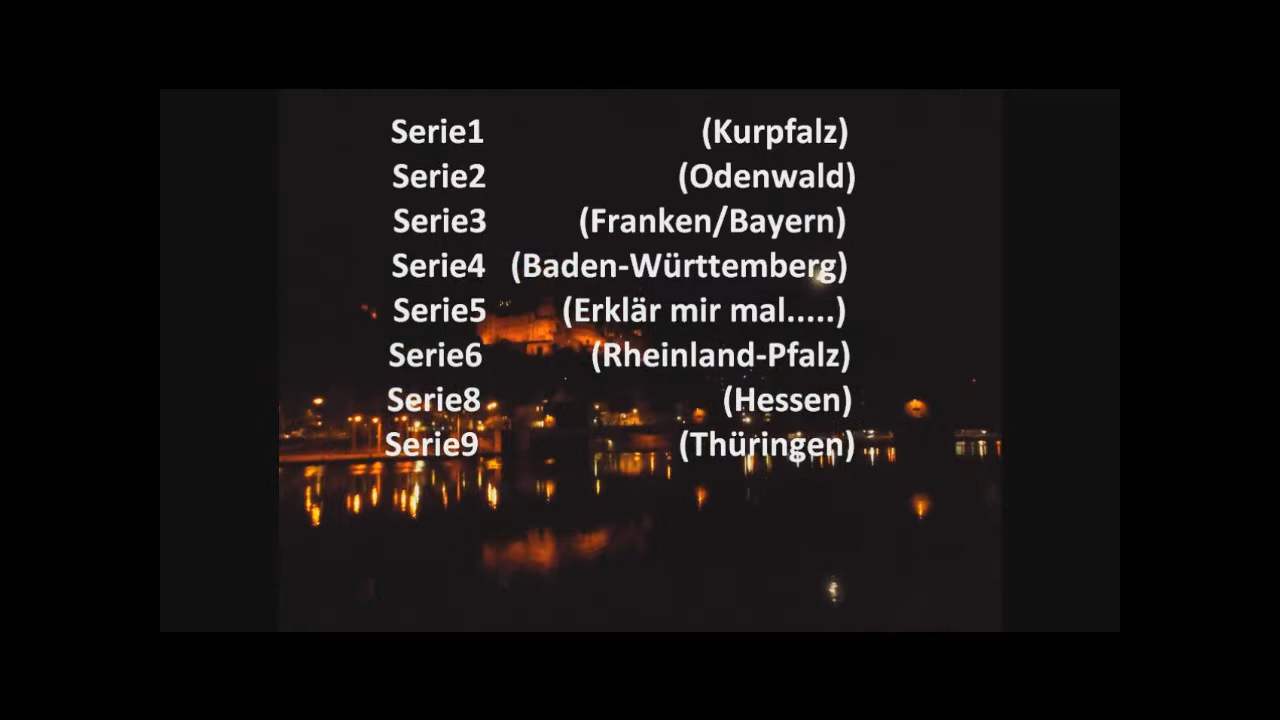 Serie1 (Kurpfalz)
Serie2 (Odenwald)
Serie3 (Franken/Bayern)
Serie4 (Baden-Württemberg)
Serie5 (Erklär mir mal.....)
Serie6 (Rheinland-Pfalz)
Serie8 (Hessen)
Serie9 (Thüringen)